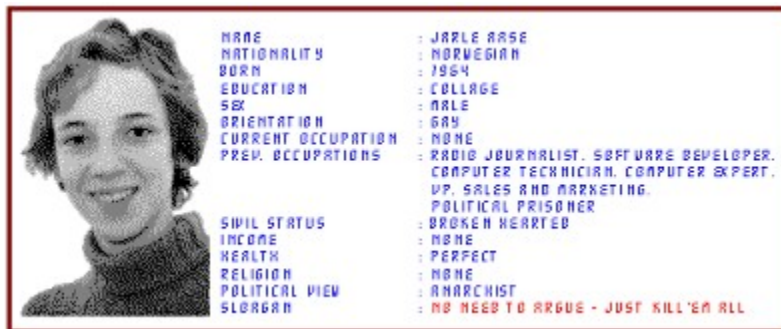 NAME : JARLE AASE
NATIONALITY : NORWEGIAN
BORN : 1964
EDUCATION : COLLAGE
SEX : MALE
ORIENTATION : GAY
CURRENT OCCUPATION : NONE
PREV. OCCUPATIONS : RADIO JOURNALIST. SOFTWARE DEVELOPER.
COMPUTER TECHNICIAN. COMPUTER EXPERT.
VP. SALES AND MARKETING.
POLITICAL PRISONER
SIVIL STATUS : BROKEN HEARTED
INCOME : NONE
HEALTH : PERFECT
RELIGION : NONE
POLITICAL VIEW : ANARCHIST
SLOAGAN : NO NEED TO ARGUE - JUST KILL'EM ALL